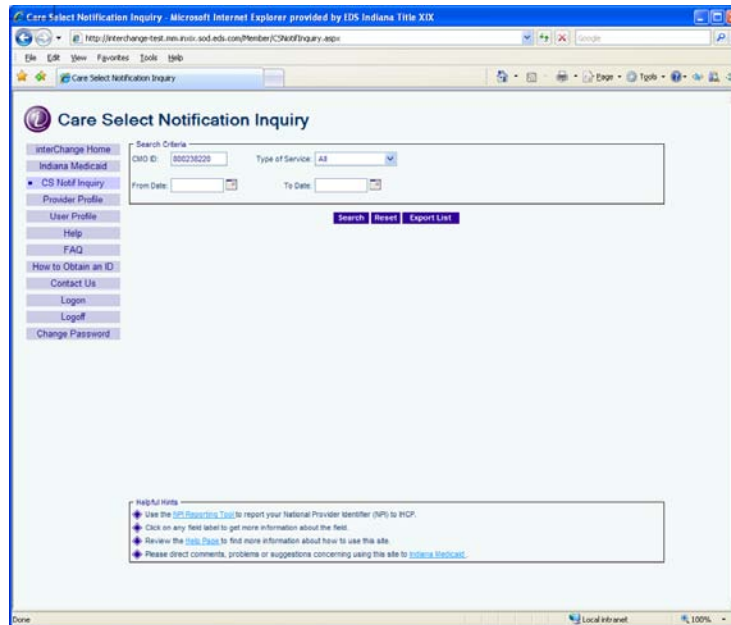 Care Select Notification Inquiry - Microsoft Internet Explorer provided by EDS Indiana Title XIX
File Edit View Favorites Tools Help
Care Select Notification Inquiry
Page Tools
Google
Care Select Notification Inquiry
interChange Home
Indiana Medicaid
CS Notif Inquiry
Provider Profile
User Profile
Help
FAQ
How to Obtain an ID
Contact Us
Logon
Logoff
Change Password
Search Criteria
CMO ID: 800238220 Type of Service: All
From Date: To Date:
Search Reset Export List
Helpful Hints
Use the NPI Reporting Tool to report your National Provider Identifier (NPI) to IHCP.
Click on any field label to get more information about the field.
Review the Help Page to find more information about how to use this site.
Please direct comments, problems or suggestions concerning using this site to Indiana Medicaid.
Done Local intranet 100%